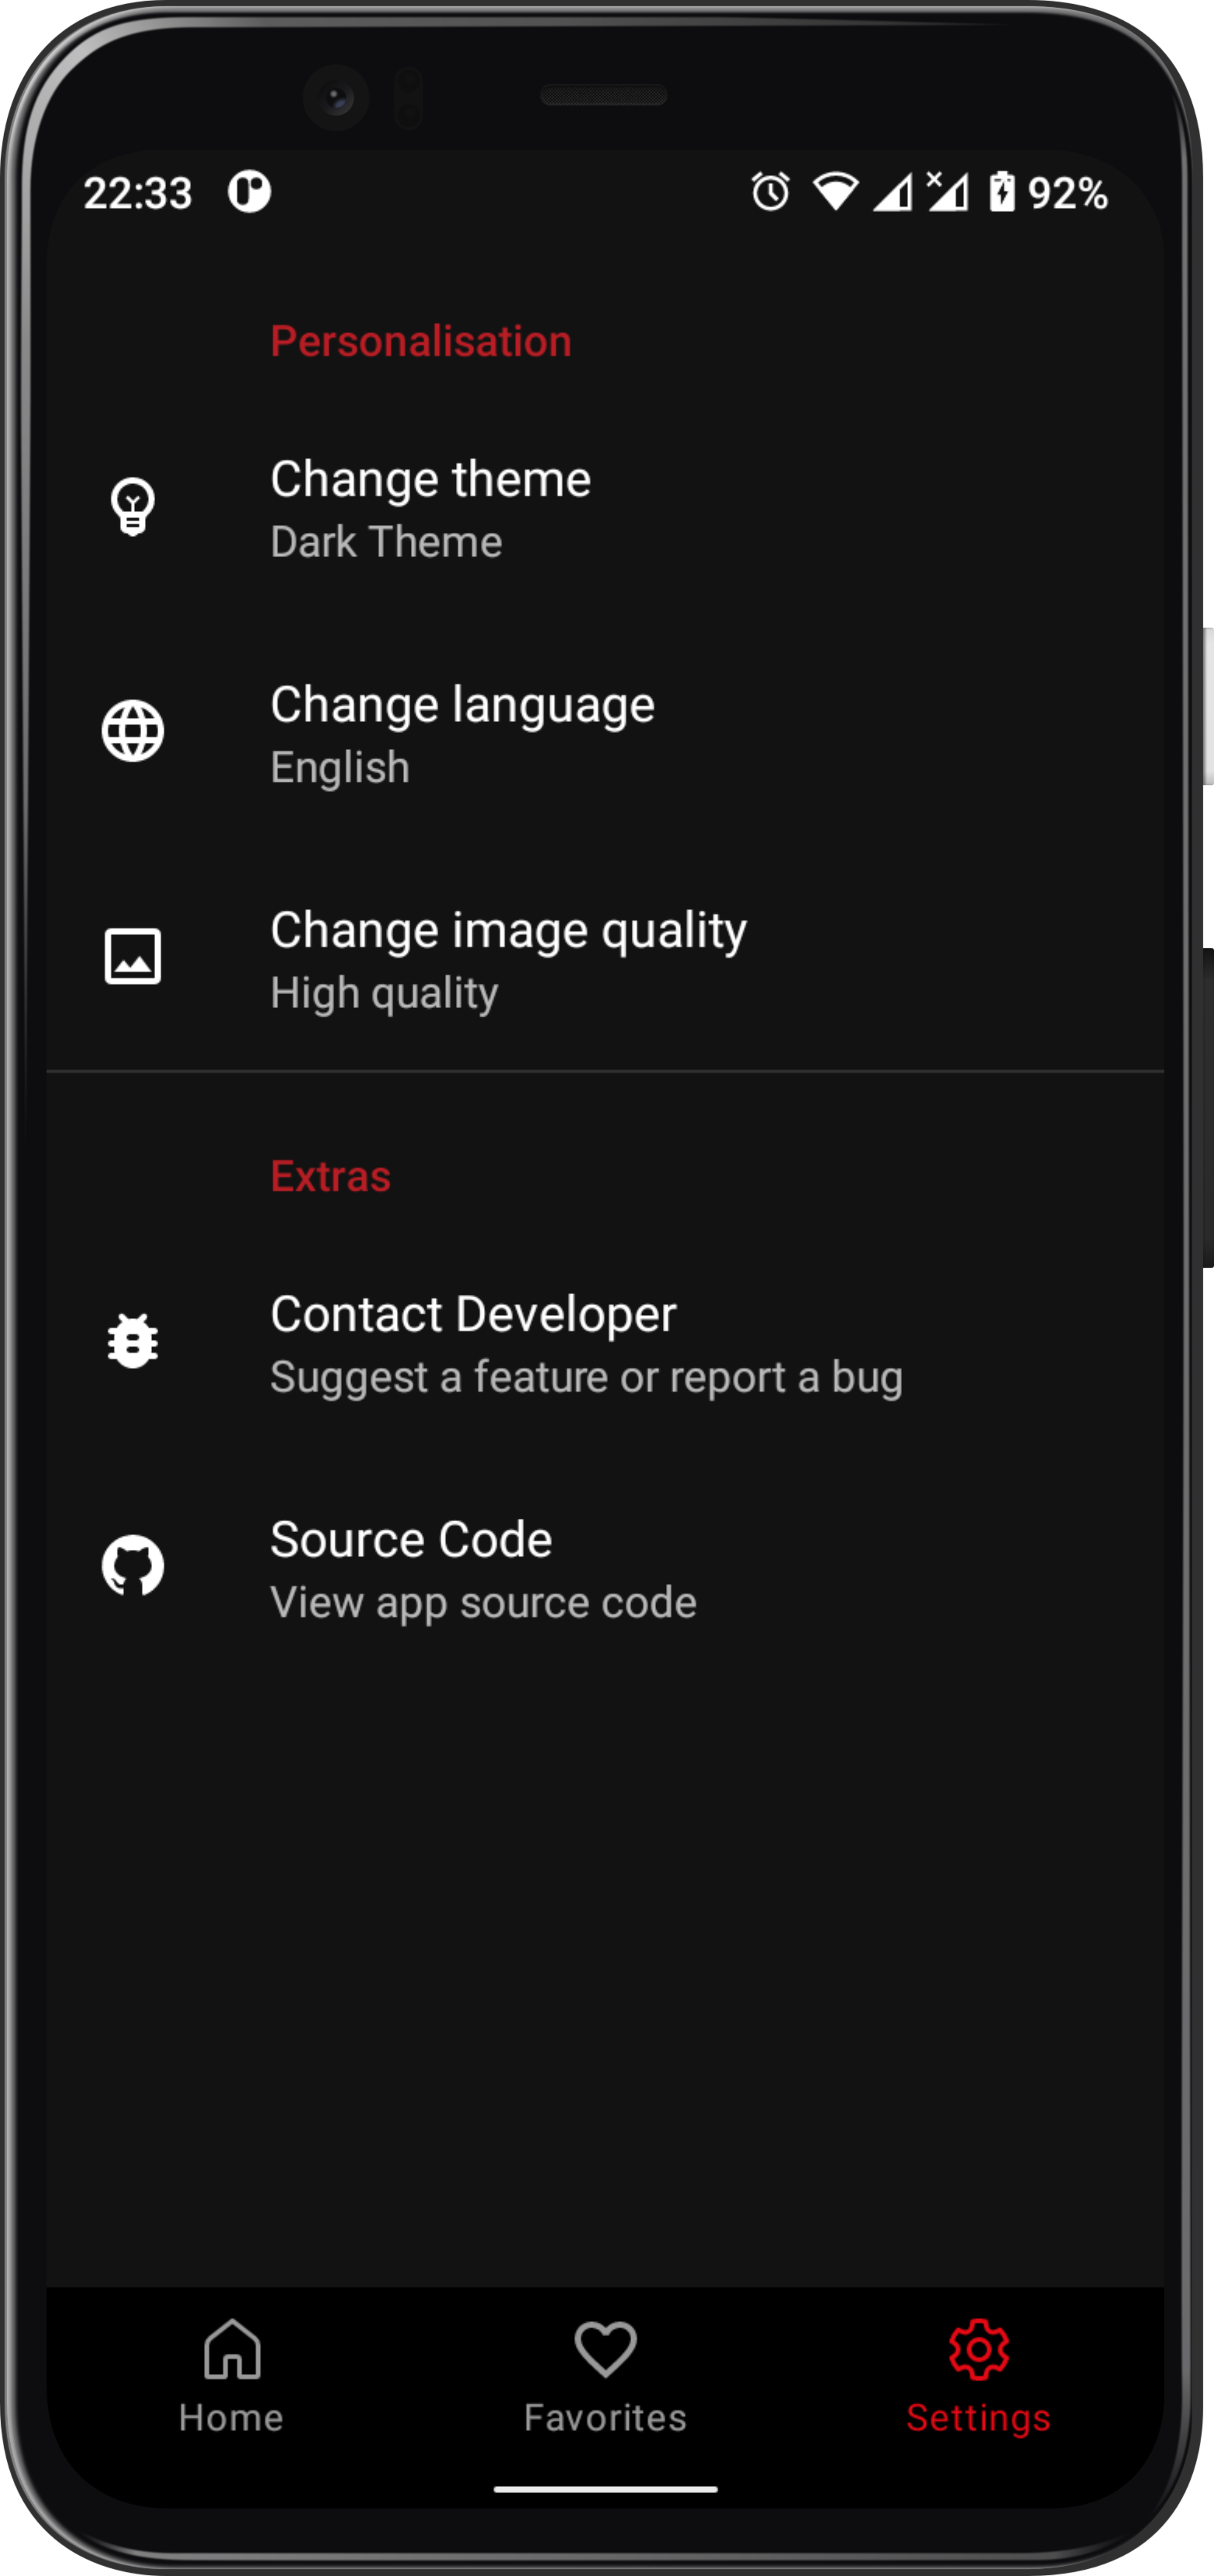 22:33
92%
Personalisation
Change theme
Dark Theme
Change language
English
Change image quality
High quality
Extras
Contact Developer
Suggest a feature or report a bug
Source Code
View app source code
Home
Favorites
Settings